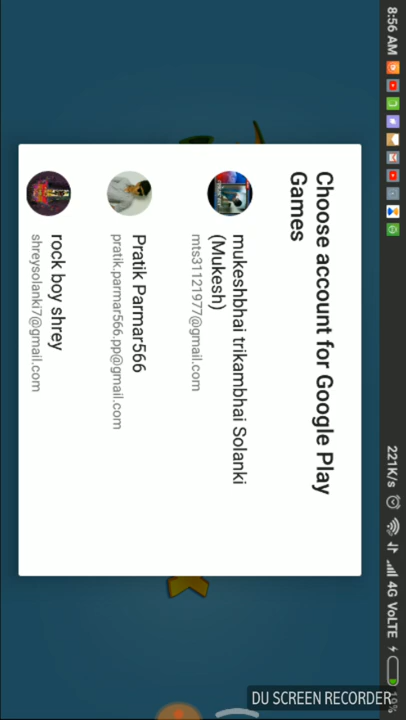 8:56 AM
221K/s
4G VoLTE
Choose account for Google Play
Games
mukeshbhai trikambhai Solanki
(Mukesh)
mts31121977@gmail.com
Pratik Parmar566
pratik.parmar566.pp@gmail.com
rock boy shrey
shreysolanki7@gmail.com
DU SCREEN RECORDER